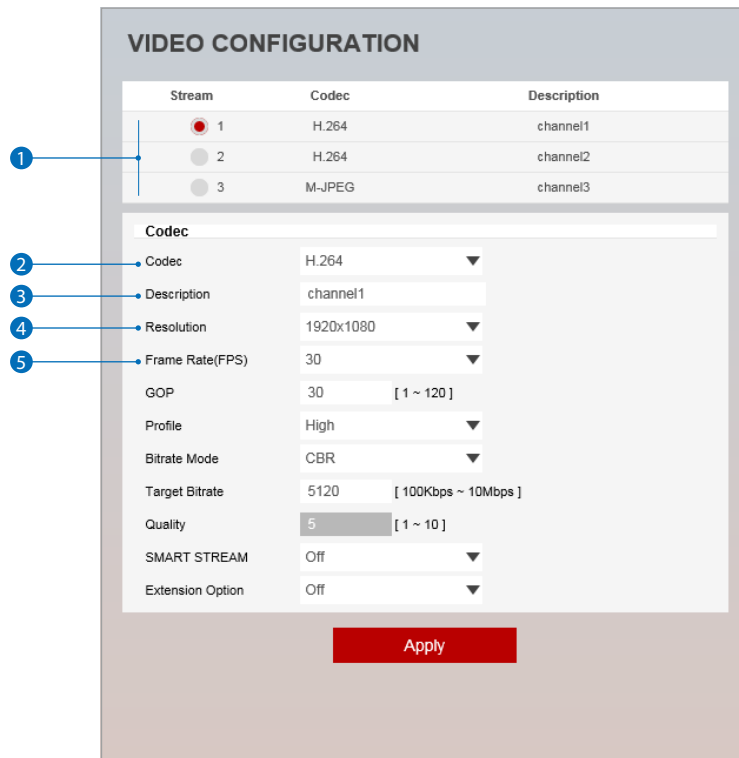 VIDEO CONFIGURATION
Stream Codec Description
1 H.264 channel1
1
2 H.264 channel2
3 M-JPEG channel3
Codec
2 Codec H.264
3 Description channel1
4 Resolution 1920x1080
5 Frame Rate(FPS) 30
GOP 30 [ 1 ~ 120 ]
Profile High
Bitrate Mode CBR
Target Bitrate 5120 [ 100Kbps ~ 10Mbps ]
Quality 5 [ 1 ~ 10 ]
SMART STREAM Off
Extension Option Off
Apply